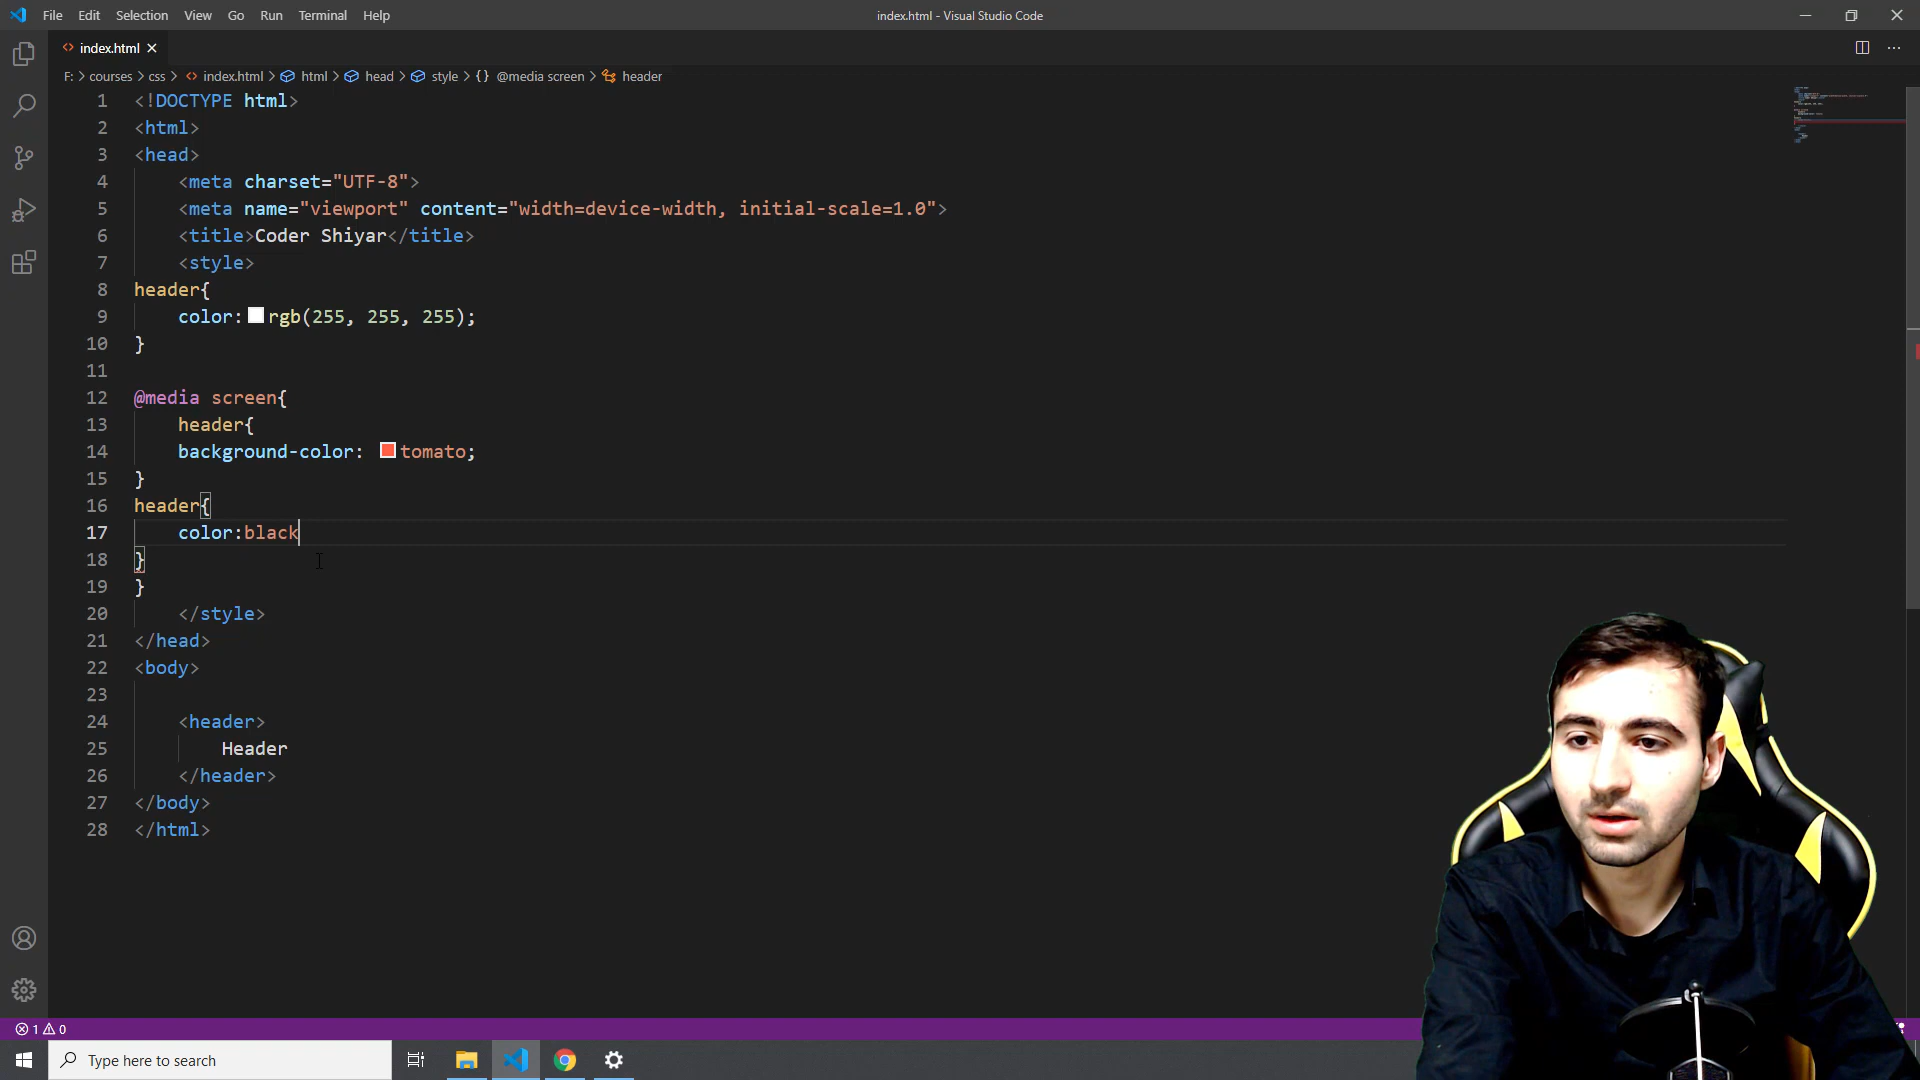 File Edit Selection View Go Run Terminal Help
index.html - Visual Studio Code
index.html
F: > courses > css > index.html > html > head > style > {} @media screen > header
1 <!DOCTYPE html>
2 <html>
3 <head>
4 <meta charset="UTF-8">
5 <meta name="viewport" content="width=device-width, initial-scale=1.0">
6 <title>Coder Shiyar</title>
7 <style>
8 header{
9 color: rgb(255, 255, 255);
10 }
11
12 @media screen{
13 header{
14 background-color: tomato;
15 }
16 header{
17 color:black
18 }
19 }
20 </style>
21 </head>
22 <body>
23
24 <header>
25 Header
26 </header>
27 </body>
28 </html>
1 0
Type here to search